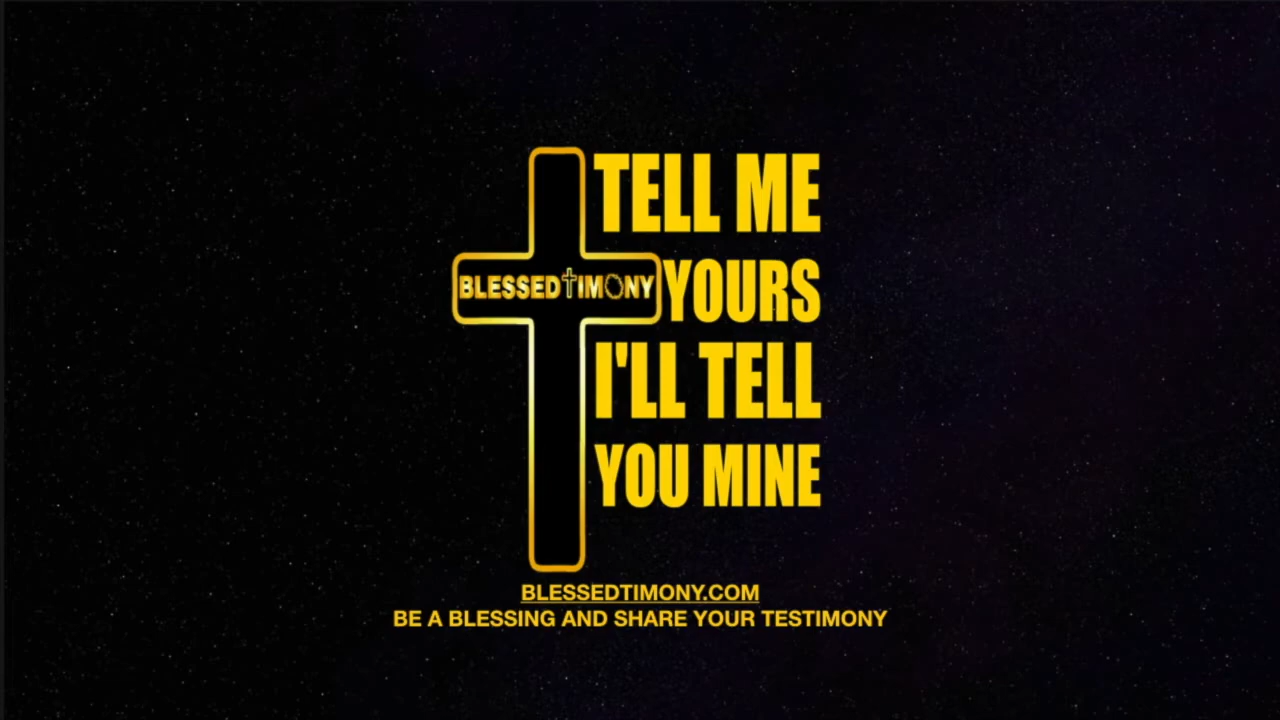 TELL ME
BLESSEDTIMONY
YOURS
I'LL TELL
YOU MINE
BLESSEDTIMONY.COM
BE A BLESSING AND SHARE YOUR TESTIMONY